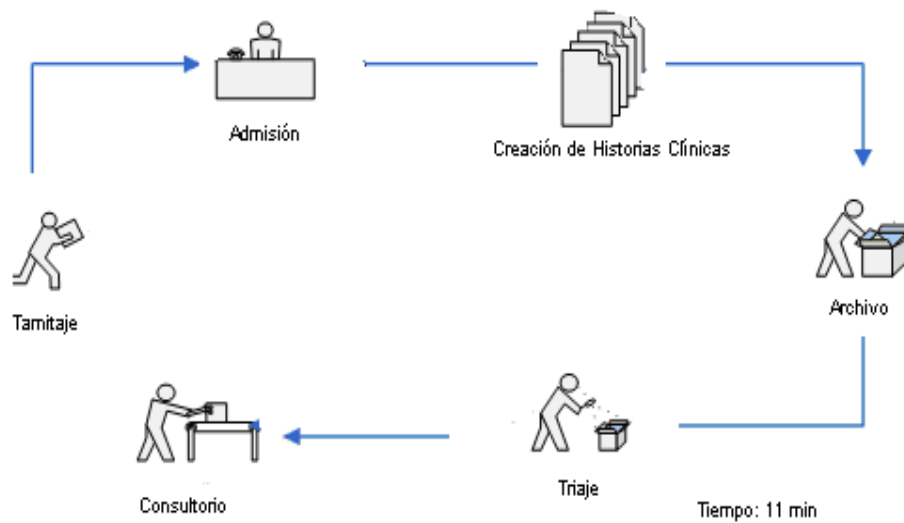 Admisión
Creación de Historias Clínicas
Tamitaje
Archivo
Consultorio
Triaje
Tiempo: 11 min